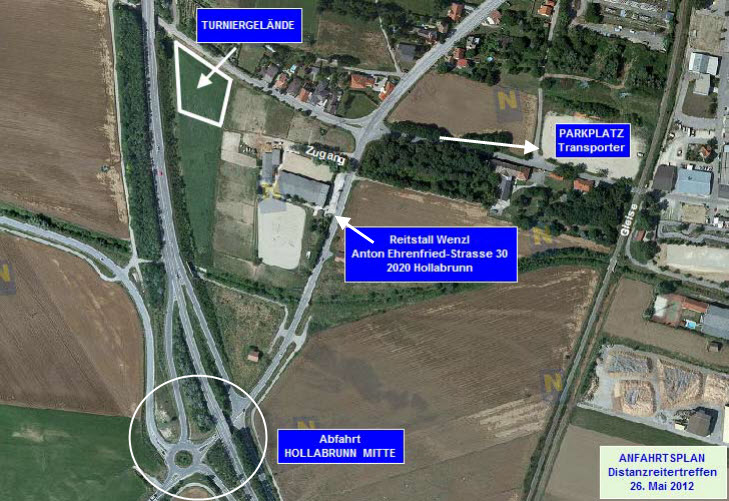 TURNIERGELÄNDE
PARKPLATZ
Transporter
Zugang
Gleise
Reitstall Wenzl
Anton Ehrenfried-Strasse 30
2020 Hollabrunn
Abfahrt
HOLLABRUNN MITTE
ANFAHRTSPLAN
Distanzreitertreffen
26. Mai 2012
N
N
N
N
N